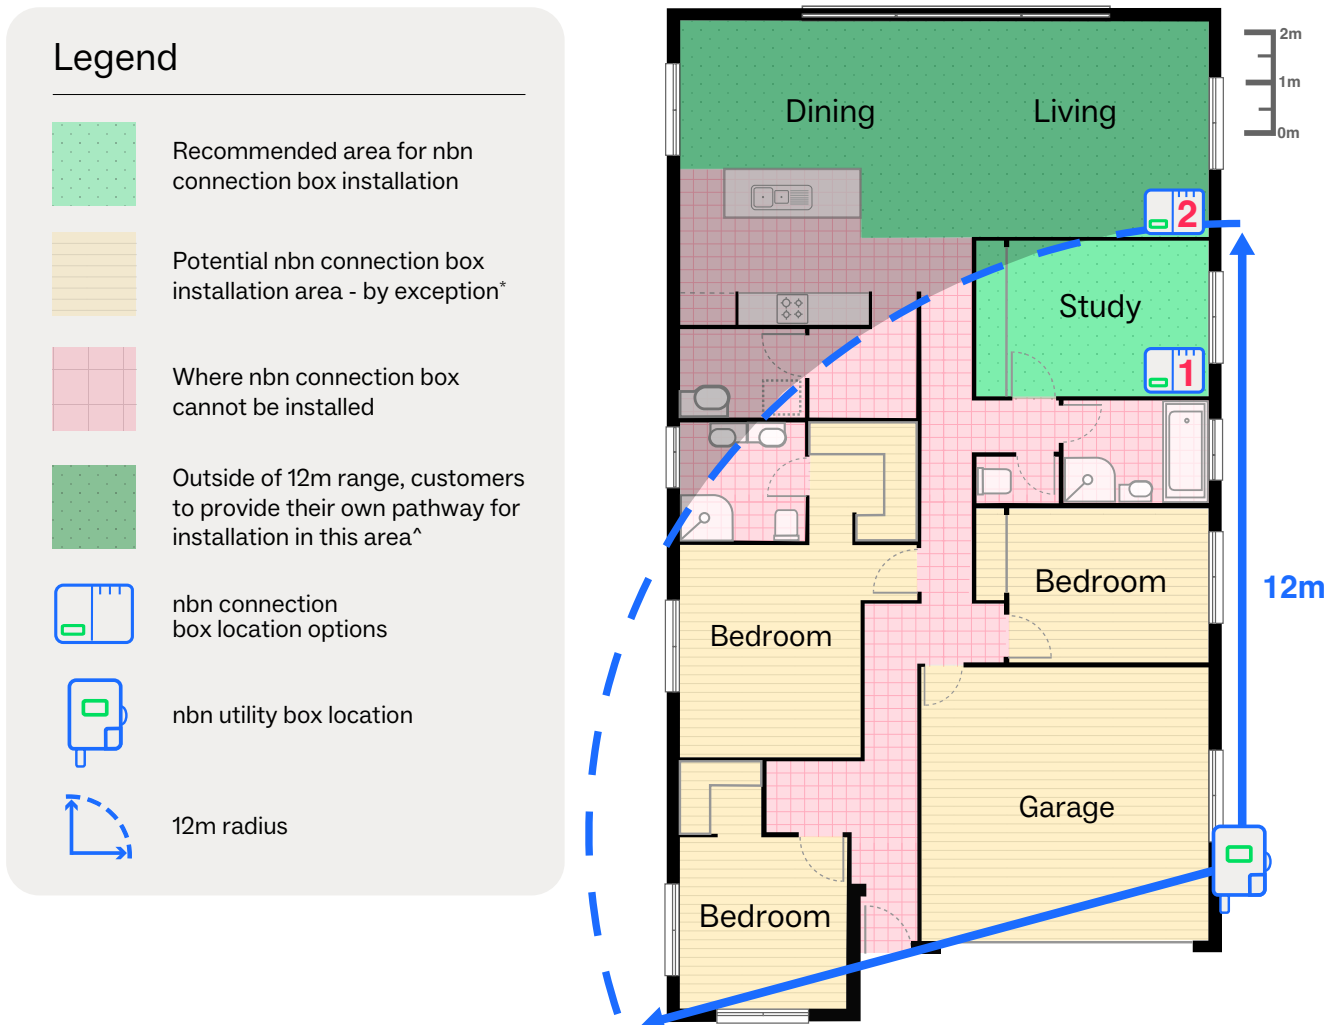 Legend
Recommended area for nbn
connection box installation
Potential nbn connection box
installation area - by exception*
Where nbn connection box
cannot be installed
Outside of 12m range, customers
to provide their own pathway for
installation in this area^
nbn connection
box location options
nbn utility box location
12m radius
Dining
Living
2m
1m
0m
2
Study
1
Bedroom
12m
Bedroom
Garage
Bedroom